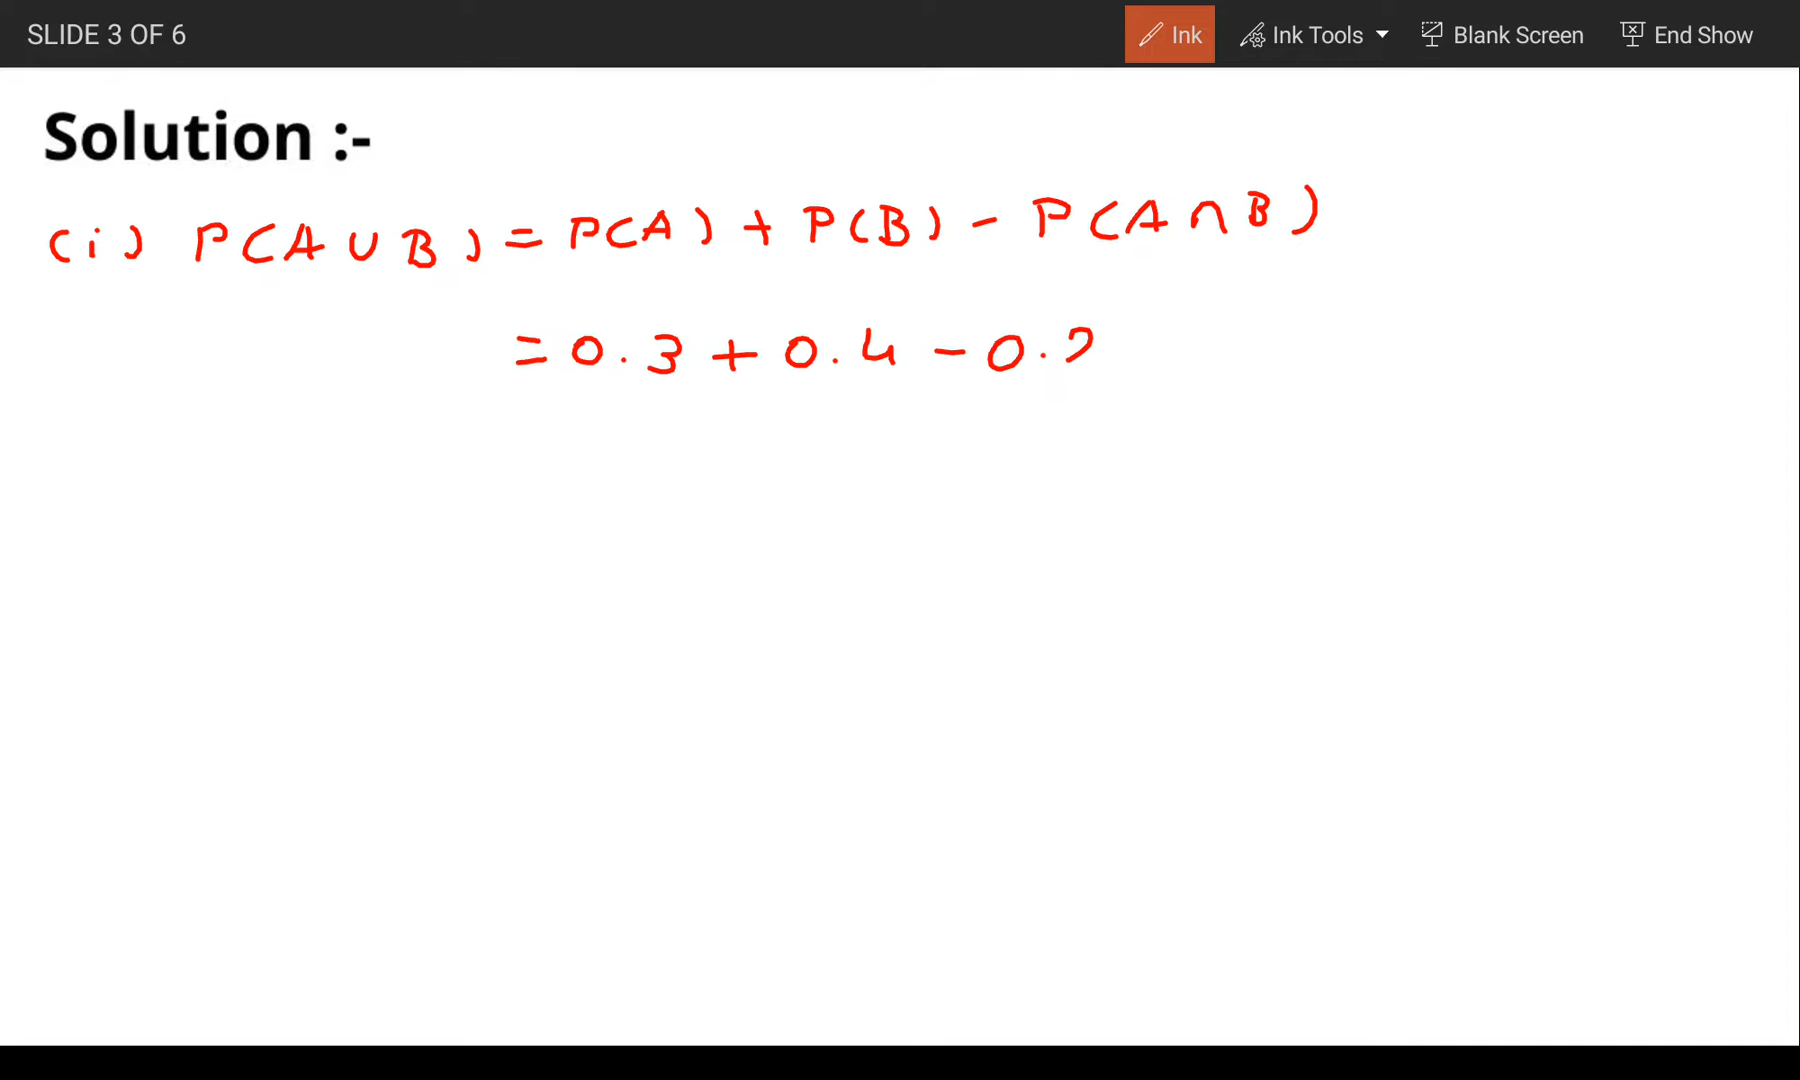 SLIDE 3 OF 6
Ink
Ink Tools
Blank Screen
End Show
Solution :-
(i) P(A ∪ B) = P(A) + P(B) - P(A ∩ B)
= 0.3 + 0.4 - 0.